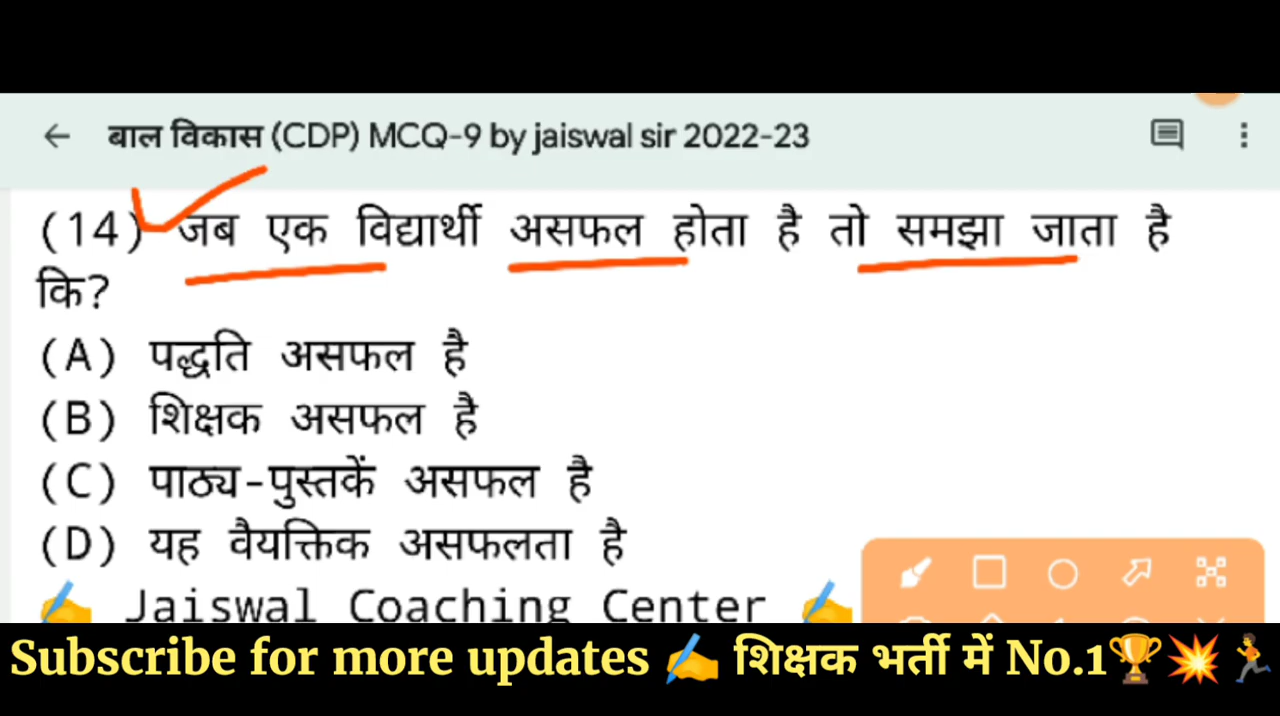 ← बाल विकास (CDP) MCQ-9 by jaiswal sir 2022-23
(14) जब एक विद्यार्थी असफल होता है तो समझा जाता है
कि?
(A) पद्धति असफल है
(B) शिक्षक असफल है
(C) पाठ्य-पुस्तकें असफल है
(D) यह वैयक्तिक असफलता है
✍️ Jaiswal Coaching Center ✍️
Subscribe for more updates ✍️ शिक्षक भर्ती में No.1🏆💥🏃